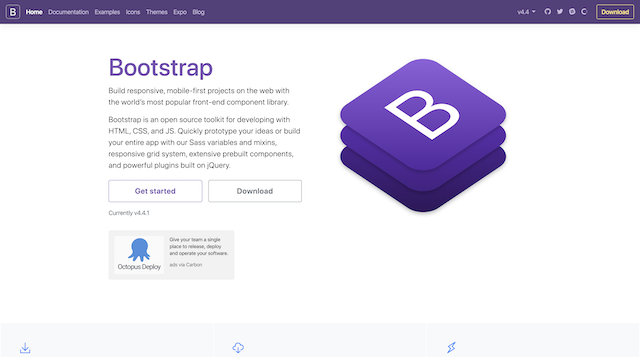 B Home Documentation Examples Icons Themes Expo Blog v4.4 Download
Bootstrap
Build responsive, mobile-first projects on the web with
the world's most popular front-end component library.
Bootstrap is an open source toolkit for developing with
HTML, CSS, and JS. Quickly prototype your ideas or build
your entire app with our Sass variables and mixins,
responsive grid system, extensive prebuilt components,
and powerful plugins built on jQuery.
Get started Download
Currently v4.4.1
B
Octopus Deploy
Give your team a single
place to release, deploy
and operate your software.
ads via Carbon